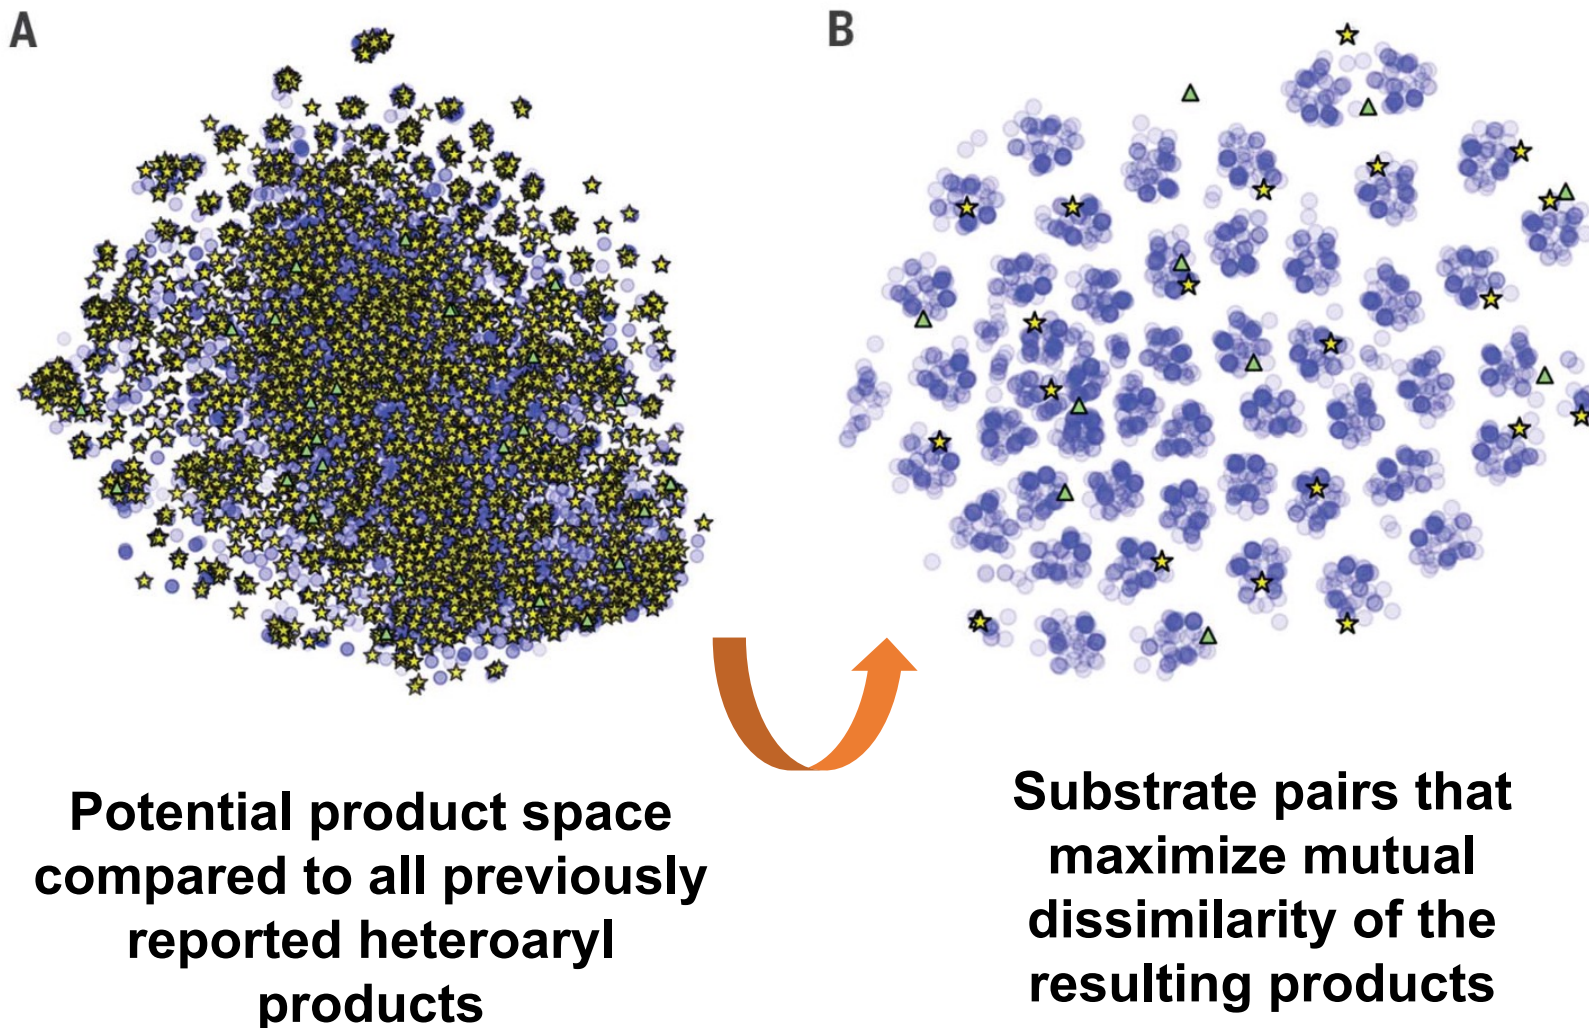 A
B
Potential product space
compared to all previously
reported heteroaryl
products
Substrate pairs that
maximize mutual
dissimilarity of the
resulting products